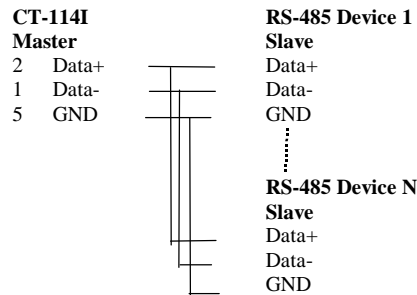 CT-114I RS-485 Device 1
Master Slave
2 Data+ Data+
1 Data- Data-
5 GND GND
RS-485 Device N
Slave
Data+
Data-
GND